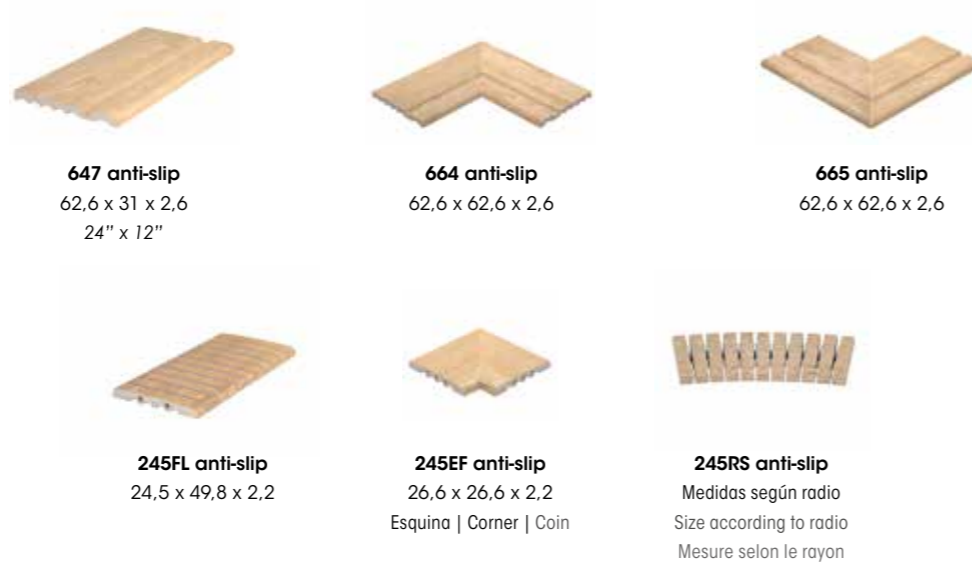 647 anti-slip
62,6 x 31 x 2,6
24” x 12”
664 anti-slip
62,6 x 62,6 x 2,6
665 anti-slip
62,6 x 62,6 x 2,6
245FL anti-slip
24,5 x 49,8 x 2,2
245EF anti-slip
26,6 x 26,6 x 2,2
Esquina | Corner | Coin
245RS anti-slip
Medidas según radio
Size according to radio
Mesure selon le rayon